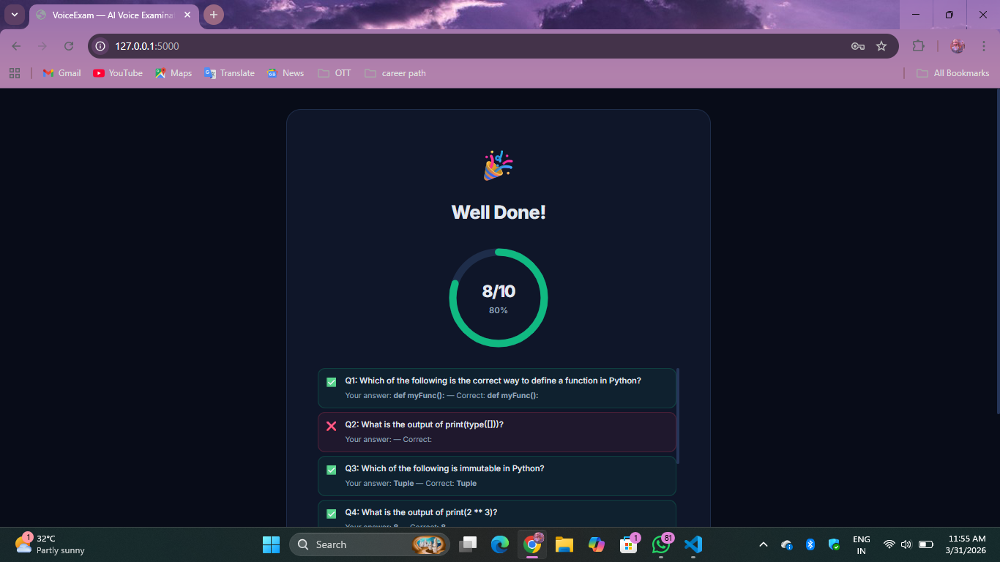 VoiceExam — AI Voice Examina
127.0.0.1:5000
Gmail
YouTube
Maps
Translate
News
OTT
career path
All Bookmarks
Well Done!
8/10
80%
Q1: Which of the following is the correct way to define a function in Python?
Your answer: def myFunc(): — Correct: def myFunc():
Q2: What is the output of print(type([]))?
Your answer: — Correct:
Q3: Which of the following is immutable in Python?
Your answer: Tuple — Correct: Tuple
Q4: What is the output of print(2 ** 3)?
Your answer: 8 — Correct: 8
1
32°C
Partly sunny
Search
1
81
ENG
IN
11:55 AM
3/31/2026